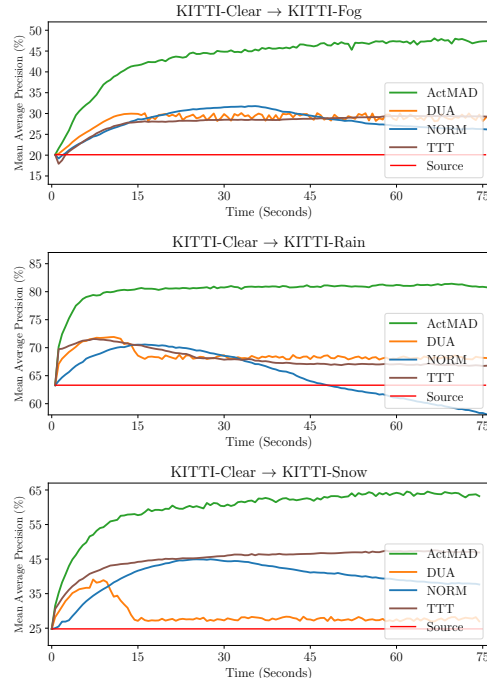 KITTI-Clear → KITTI-Fog
Mean Average Precision (%)
50
45
40
35
30
25
20
15
ActMAD
DUA
NORM
TTT
Source
0 15 30 45 60 75
Time (Seconds)
KITTI-Clear → KITTI-Rain
Mean Average Precision (%)
85
80
75
70
65
60
ActMAD
DUA
NORM
TTT
Source
0 15 30 45 60 75
Time (Seconds)
KITTI-Clear → KITTI-Snow
Mean Average Precision (%)
65
55
45
35
25
ActMAD
DUA
NORM
TTT
Source
0 15 30 45 60 75
Time (Seconds)